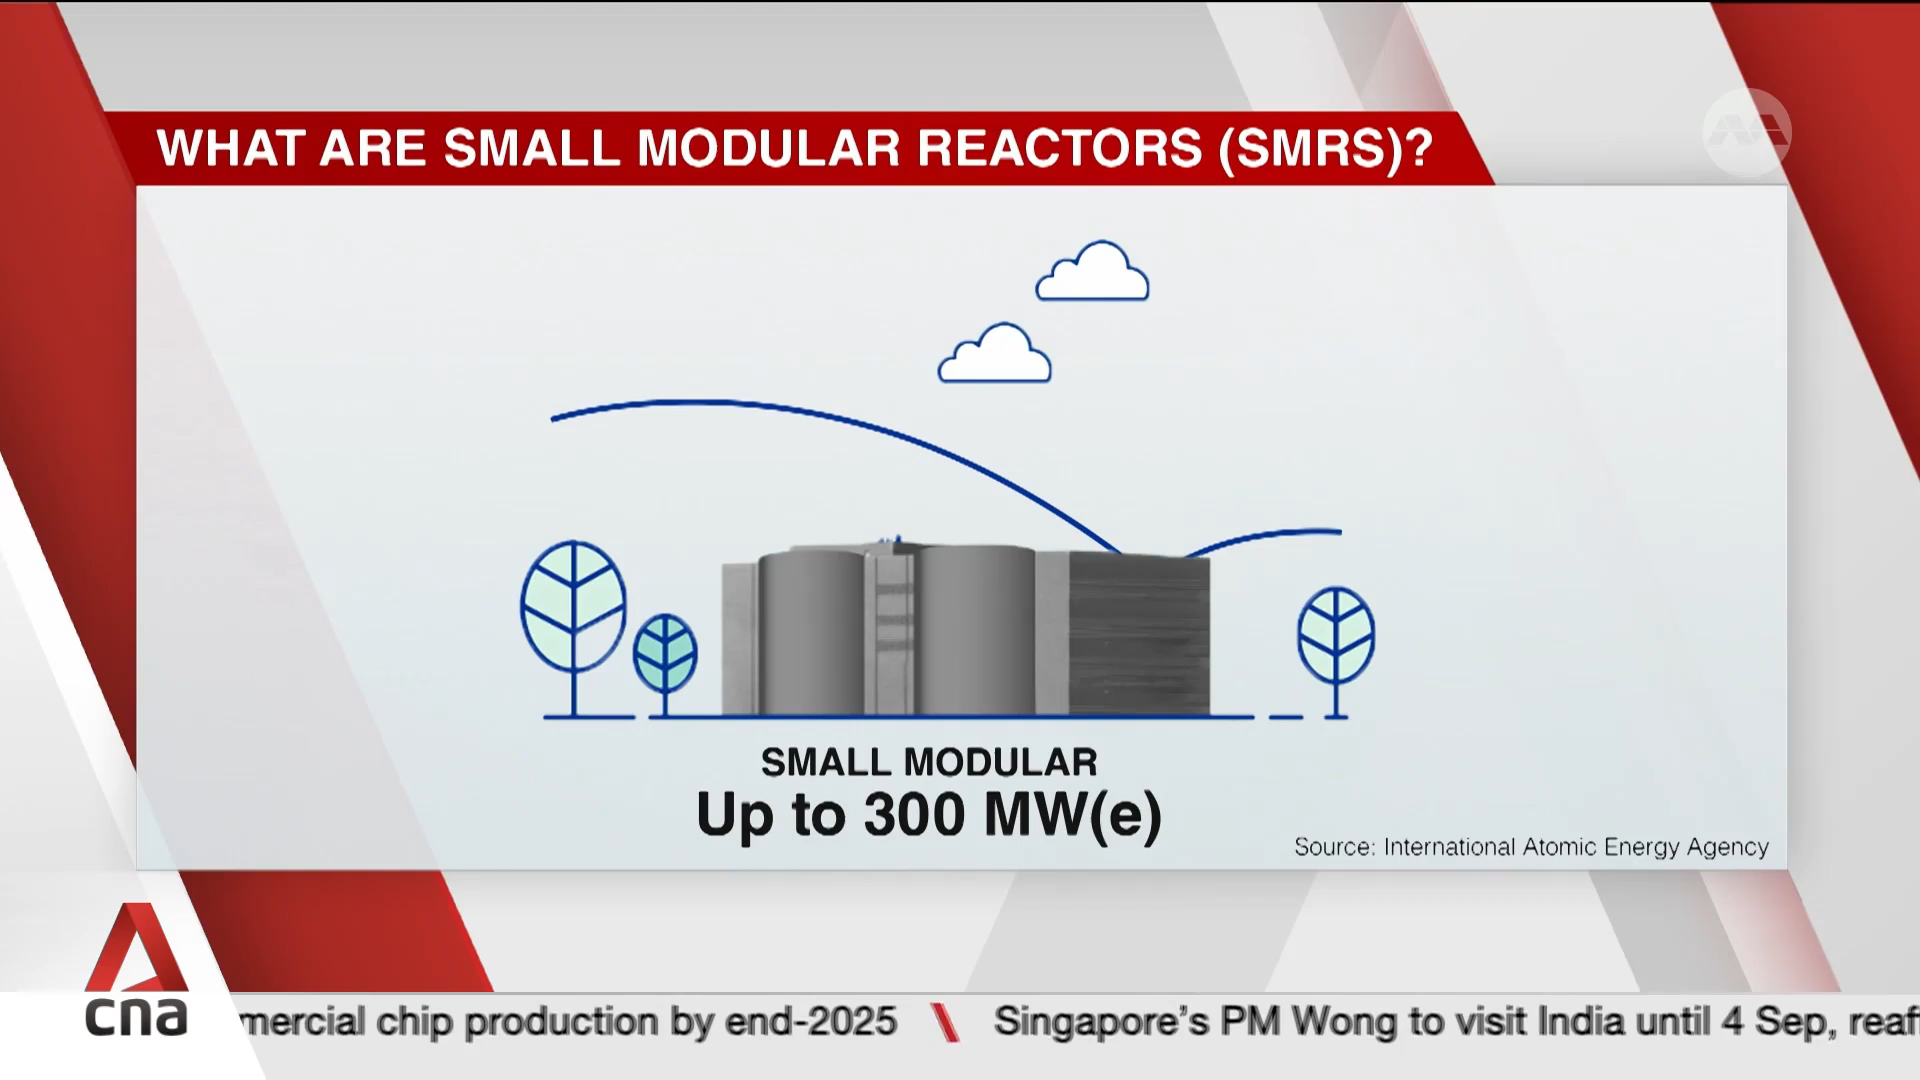 WHAT ARE SMALL MODULAR REACTORS (SMRS)?
SMALL MODULAR
Up to 300 MW(e)
Source: International Atomic Energy Agency
cna
mercial chip production by end-2025 \ Singapore's PM Wong to visit India until 4 Sep, reaf